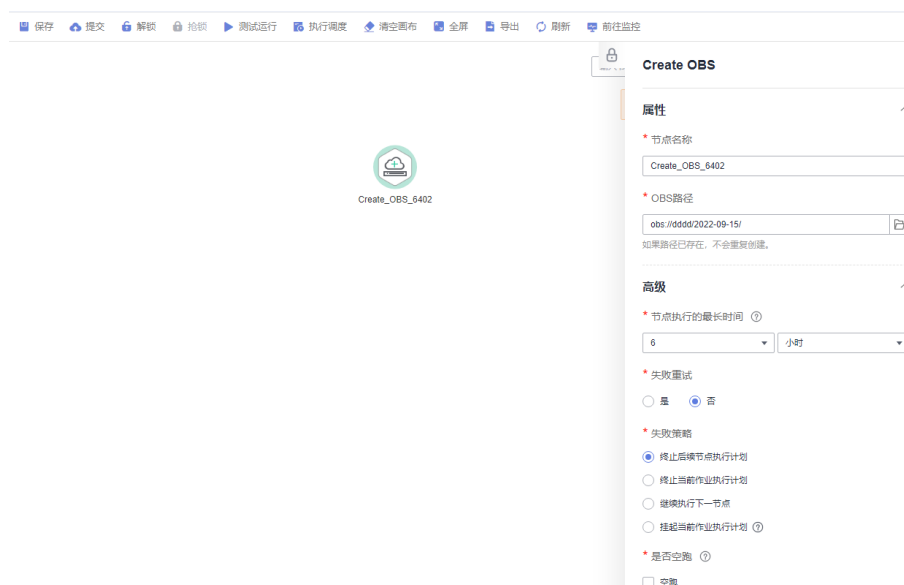 保存 提交 解锁 抢锁 测试运行 执行调度 清空画布 全屏 导出 刷新 前往监控
Create OBS
属性
* 节点名称
Create_OBS_6402
Create_OBS_6402
* OBS路径
obs://dddd/2022-09-15/
如果路径已存在，不会重复创建。
高级
* 节点执行的最长时间
6 小时
* 失败重试
是 否
* 失败策略
终止后续节点执行计划
终止当前作业执行计划
继续执行下一节点
挂起当前作业执行计划
* 是否空跑
空跑